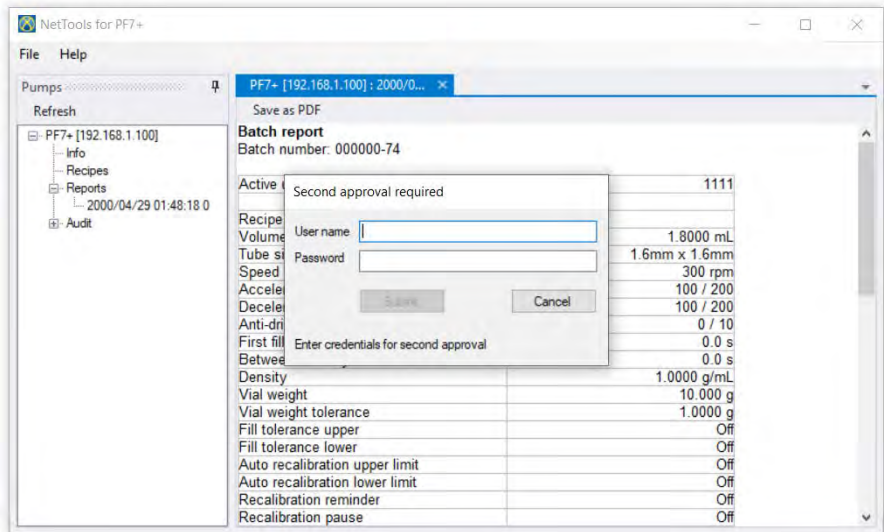 NetTools for PF7+
File Help
Pumps
Refresh
PF7+ [192.168.1.100]
Info
Recipes
Reports
2000/04/29 01:48:18 0
Audit
PF7+ [192.168.1.100] : 2000/0...
Save as PDF
Batch report
Batch number: 000000-74
Active 1111
Recipe
Volume 1.8000 mL
Tube si 1.6mm x 1.6mm
Speed 300 rpm
Acceler 100 / 200
Deceler 100 / 200
Anti-dri 0 / 10
First fill 0.0 s
Betwee 0.0 s
Density 1.0000 g/mL
Vial weight 10.000 g
Vial weight tolerance 1.0000 g
Fill tolerance upper Off
Fill tolerance lower Off
Auto recalibration upper limit Off
Auto recalibration lower limit Off
Recalibration reminder Off
Recalibration pause Off
Second approval required
User name
Password
Submit Cancel
Enter credentials for second approval